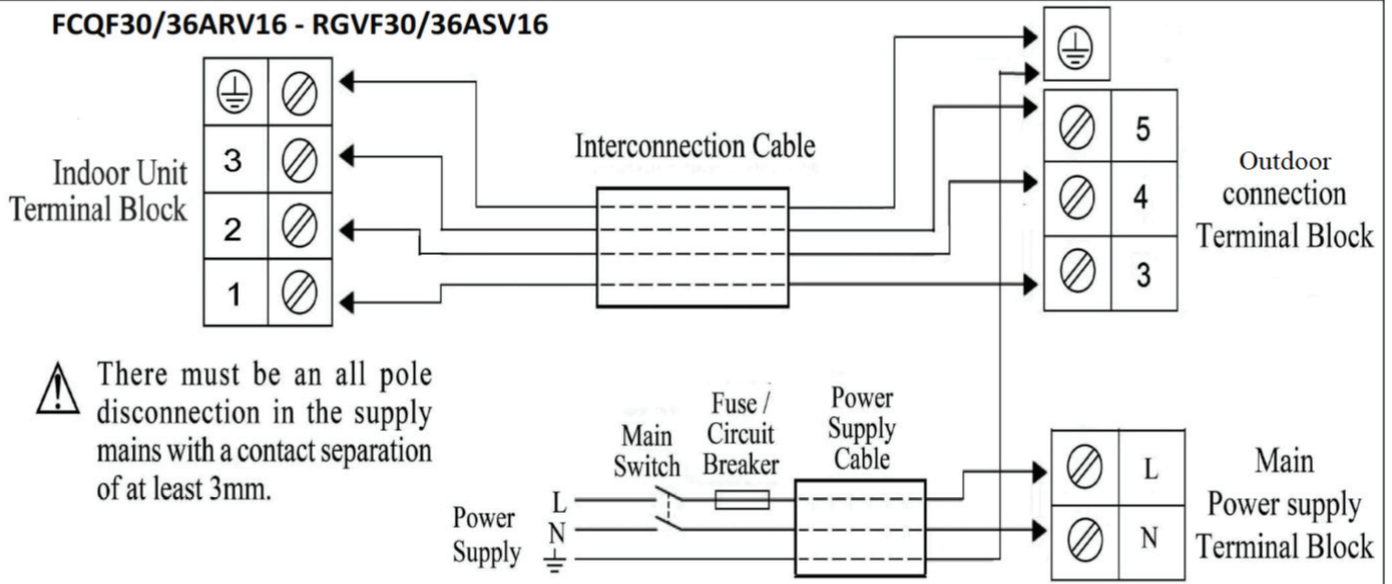 FCQF30/36ARV16 - RGVF30/36ASV16
Indoor Unit
Terminal Block
3
2
1
Interconnection Cable
5
4
3
Outdoor
connection
Terminal Block
There must be an all pole
disconnection in the supply
mains with a contact separation
of at least 3mm.
Power
Supply
L
N
Main
Switch
Fuse /
Circuit
Breaker
Power
Supply
Cable
L
N
Main
Power supply
Terminal Block